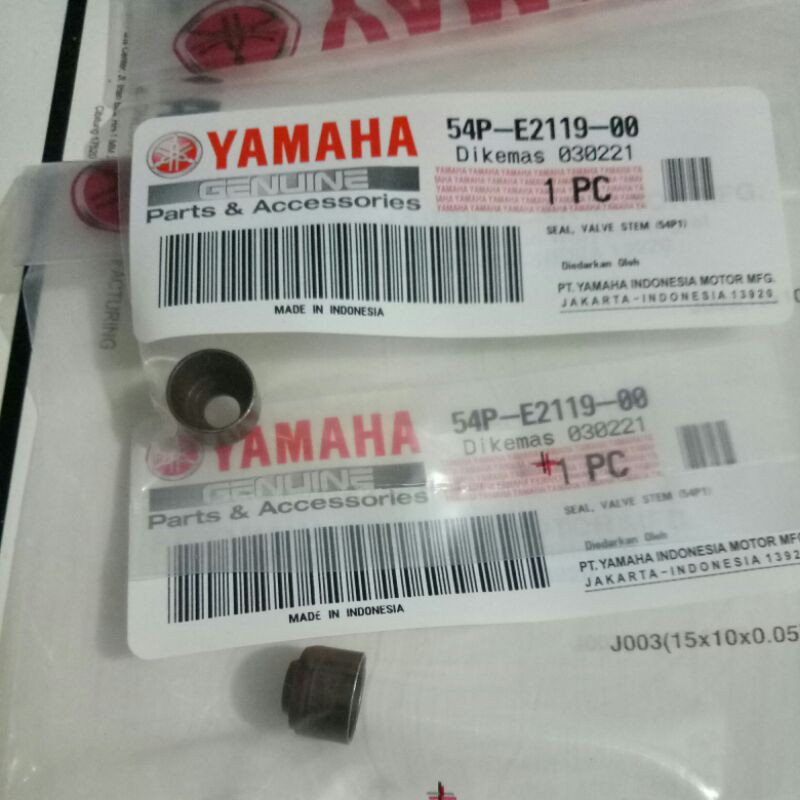 YAMAHA
GENUINE
Parts & Accessories
54P-E2119-00
Dikemas 030221
1 PC
SEAL, VALVE STEM (54P1)
Diedarkan Oleh
PT. YAMAHA INDONESIA MOTOR MFG.
JAKARTA-INDONESIA 13920
MADE IN INDONESIA
YAMAHA
GENUINE
Parts & Accessories
54P-E2119-00
Dikemas 030221
1 PC
SEAL, VALVE STEM (54P1)
Diedarkan Oleh
PT. YAMAHA INDONESIA MOTOR MFG
JAKARTA-INDONESIA 1392
MADE IN INDONESIA
J003(15x10x0.05